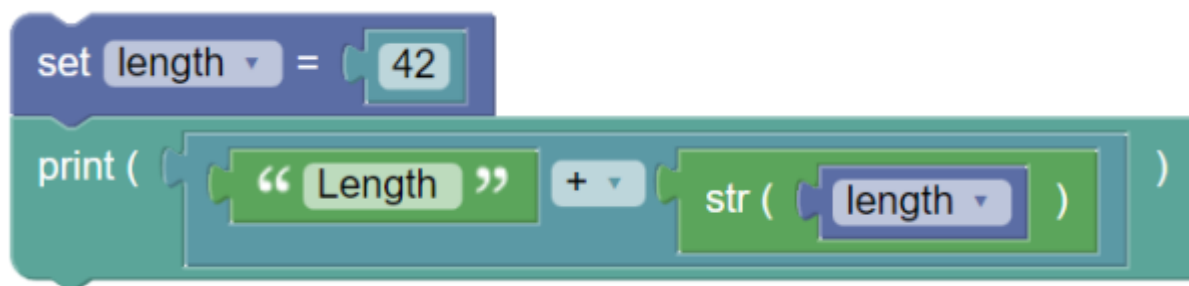 set length = 42
print ( “ Length ” + str ( length ) )